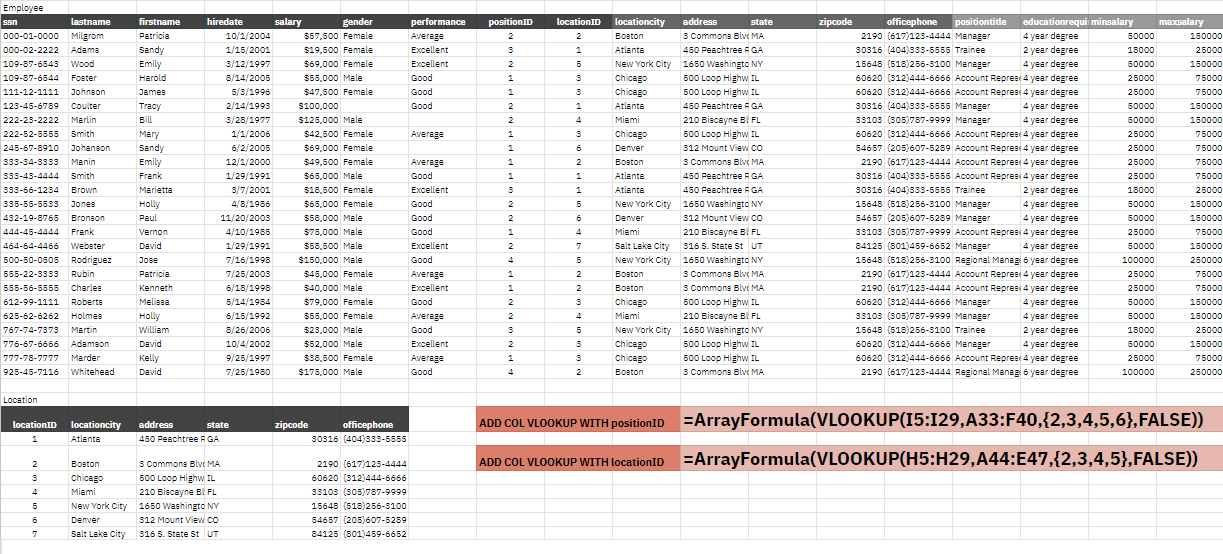 Employee
ssn lastname firstname hiredate salary gender performance positionID locationID locationcity address state zipcode officephone positiontitle educationrequi minsalary maxsalary
000-01-0000 Milgrom Patricia 10/1/2004 $57,500 Female Average 2 2 Boston 3 Commons Blv MA 2190 (617)123-4444 Manager 4 year degree 50000 150000
000-02-2222 Adams Sandy 1/15/2001 $19,500 Female Excellent 3 1 Atlanta 450 Peachtree F GA 30316 (404)333-5555 Trainee 2 year degree 18000 25000
109-87-6543 Wood Emily 3/12/1997 $69,000 Female Excellent 2 5 New York City 1650 Washingto NY 15648 (518)256-3100 Manager 4 year degree 50000 150000
109-87-6544 Foster Harold 8/14/2005 $55,000 Male Good 1 3 Chicago 500 Loop Highw IL 60620 (312)444-6666 Account Repres 4 year degree 25000 75000
111-12-1111 Johnson James 5/3/1996 $47,500 Female Good 1 3 Chicago 500 Loop Highw IL 60620 (312)444-6666 Account Repres 4 year degree 25000 75000
123-45-6789 Coulter Tracy 2/14/1993 $100,000 Good 2 1 Atlanta 450 Peachtree F GA 30316 (404)333-5555 Manager 4 year degree 50000 150000
222-23-2222 Marlin Bill 3/28/1977 $125,000 Male 2 4 Miami 210 Biscayne Bl FL 33103 (305)787-9999 Manager 4 year degree 50000 150000
222-52-5555 Smith Mary 1/1/2006 $42,500 Female Average 1 3 Chicago 500 Loop Highw IL 60620 (312)444-6666 Account Repres 4 year degree 25000 75000
245-67-8910 Johanson Sandy 6/2/2005 $69,000 Female 1 6 Denver 312 Mount View CO 54657 (205)607-5289 Account Repres 4 year degree 25000 75000
333-34-3333 Manin Emily 12/1/2000 $49,500 Female Average 1 2 Boston 3 Commons Blv MA 2190 (617)123-4444 Account Repres 4 year degree 25000 75000
333-43-4444 Smith Frank 1/29/1991 $65,000 Male Good 1 1 Atlanta 450 Peachtree F GA 30316 (404)333-5555 Account Repres 4 year degree 25000 75000
333-66-1234 Brown Marietta 3/7/2001 $18,500 Female Excellent 3 1 Atlanta 450 Peachtree F GA 30316 (404)333-5555 Trainee 2 year degree 18000 25000
335-55-5533 Jones Holly 4/8/1986 $65,000 Female Good 2 5 New York City 1650 Washingto NY 15648 (518)256-3100 Manager 4 year degree 50000 150000
432-19-8765 Bronson Paul 11/20/2003 $58,000 Male Good 2 6 Denver 312 Mount View CO 54657 (205)607-5289 Manager 4 year degree 50000 150000
444-45-4444 Frank Vernon 4/10/1985 $75,000 Male Good 1 4 Miami 210 Biscayne Bl FL 33103 (305)787-9999 Account Repres 4 year degree 25000 75000
464-64-4466 Webster David 1/29/1991 $58,500 Male Excellent 2 7 Salt Lake City 316 S. State St UT 84125 (801)459-6652 Manager 4 year degree 50000 150000
500-50-0505 Rodriguez Jose 7/16/1998 $150,000 Male Good 4 5 New York City 1650 Washingto NY 15648 (518)256-3100 Regional Manag 6 year degree 100000 250000
555-22-3333 Rubin Patricia 7/25/2003 $45,000 Female Average 1 2 Boston 3 Commons Blv MA 2190 (617)123-4444 Account Repres 4 year degree 25000 75000
555-56-5555 Charles Kenneth 6/18/1998 $40,000 Male Excellent 1 2 Boston 3 Commons Blv MA 2190 (617)123-4444 Account Repres 4 year degree 25000 75000
612-99-1111 Roberts Melissa 5/14/1984 $79,000 Female Good 2 3 Chicago 500 Loop Highw IL 60620 (312)444-6666 Manager 4 year degree 50000 150000
625-62-6262 Holmes Holly 6/15/1992 $55,000 Female Average 2 4 Miami 210 Biscayne Bl FL 33103 (305)787-9999 Manager 4 year degree 50000 150000
767-74-7373 Martin William 8/26/2006 $23,000 Male Good 3 5 New York City 1650 Washingto NY 15648 (518)256-3100 Trainee 2 year degree 18000 25000
776-67-6666 Adamson David 10/4/2002 $52,000 Male Excellent 2 3 Chicago 500 Loop Highw IL 60620 (312)444-6666 Manager 4 year degree 50000 150000
777-78-7777 Marder Kelly 9/25/1997 $38,500 Female Average 1 3 Chicago 500 Loop Highw IL 60620 (312)444-6666 Account Repres 4 year degree 25000 75000
925-45-7116 Whitehead David 7/25/1980 $175,000 Male Good 4 2 Boston 3 Commons Blv MA 2190 (617)123-4444 Regional Manag 6 year degree 100000 250000
Location
locationID locationcity address state zipcode officephone
ADD COL VLOOKUP WITH positionID =ArrayFormula(VLOOKUP(I5:I29,A33:F40,{2,3,4,5,6},FALSE))
1 Atlanta 450 Peachtree F GA 30316 (404)333-5555
2 Boston 3 Commons Blv MA 2190 (617)123-4444
ADD COL VLOOKUP WITH locationID =ArrayFormula(VLOOKUP(H5:H29,A44:E47,{2,3,4,5},FALSE))
3 Chicago 500 Loop Highw IL 60620 (312)444-6666
4 Miami 210 Biscayne Bl FL 33103 (305)787-9999
5 New York City 1650 Washingto NY 15648 (518)256-3100
6 Denver 312 Mount View CO 54657 (205)607-5289
7 Salt Lake City 316 S. State St UT 84125 (801)459-6652